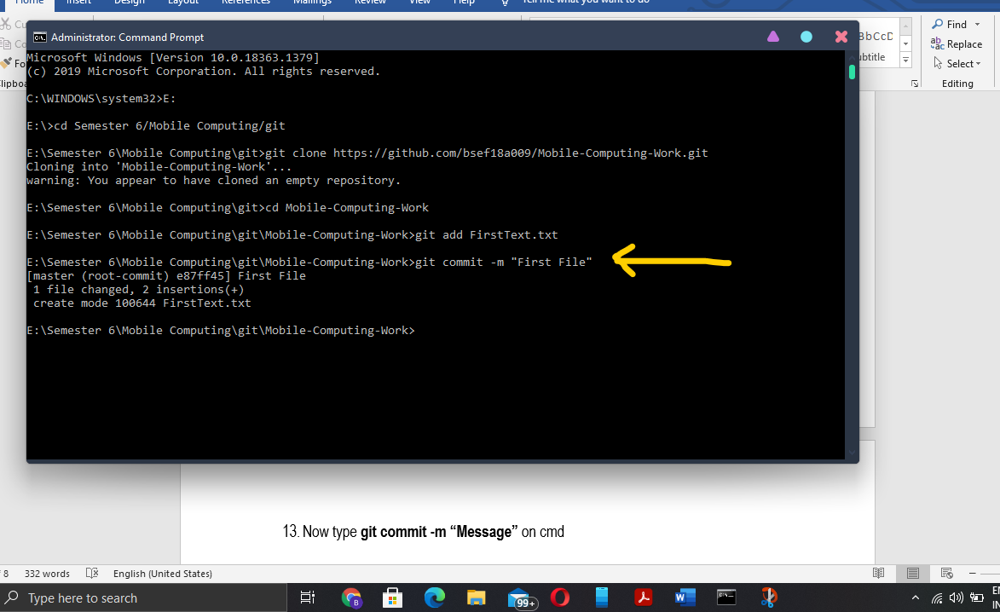 Home Insert Design Layout References Mailings Review View Help Tell me what you want to do
Administrator: Command Prompt
Find
Replace
Select
Editing
BbCcD
ubtitle
Cu
Co
Fo
lipboa
Microsoft Windows [Version 10.0.18363.1379]
(c) 2019 Microsoft Corporation. All rights reserved.
C:\WINDOWS\system32>E:
E:\>cd Semester 6/Mobile Computing/git
E:\Semester 6\Mobile Computing\git>git clone https://github.com/bsef18a009/Mobile-Computing-Work.git
Cloning into 'Mobile-Computing-Work'...
warning: You appear to have cloned an empty repository.
E:\Semester 6\Mobile Computing\git>cd Mobile-Computing-Work
E:\Semester 6\Mobile Computing\git\Mobile-Computing-Work>git add FirstText.txt
E:\Semester 6\Mobile Computing\git\Mobile-Computing-Work>git commit -m "First File"
[master (root-commit) e87ff45] First File
1 file changed, 2 insertions(+)
create mode 100644 FirstText.txt
E:\Semester 6\Mobile Computing\git\Mobile-Computing-Work>
13. Now type git commit -m “Message” on cmd
8 332 words English (United States)
Type here to search
B
99+
W
EN
IN